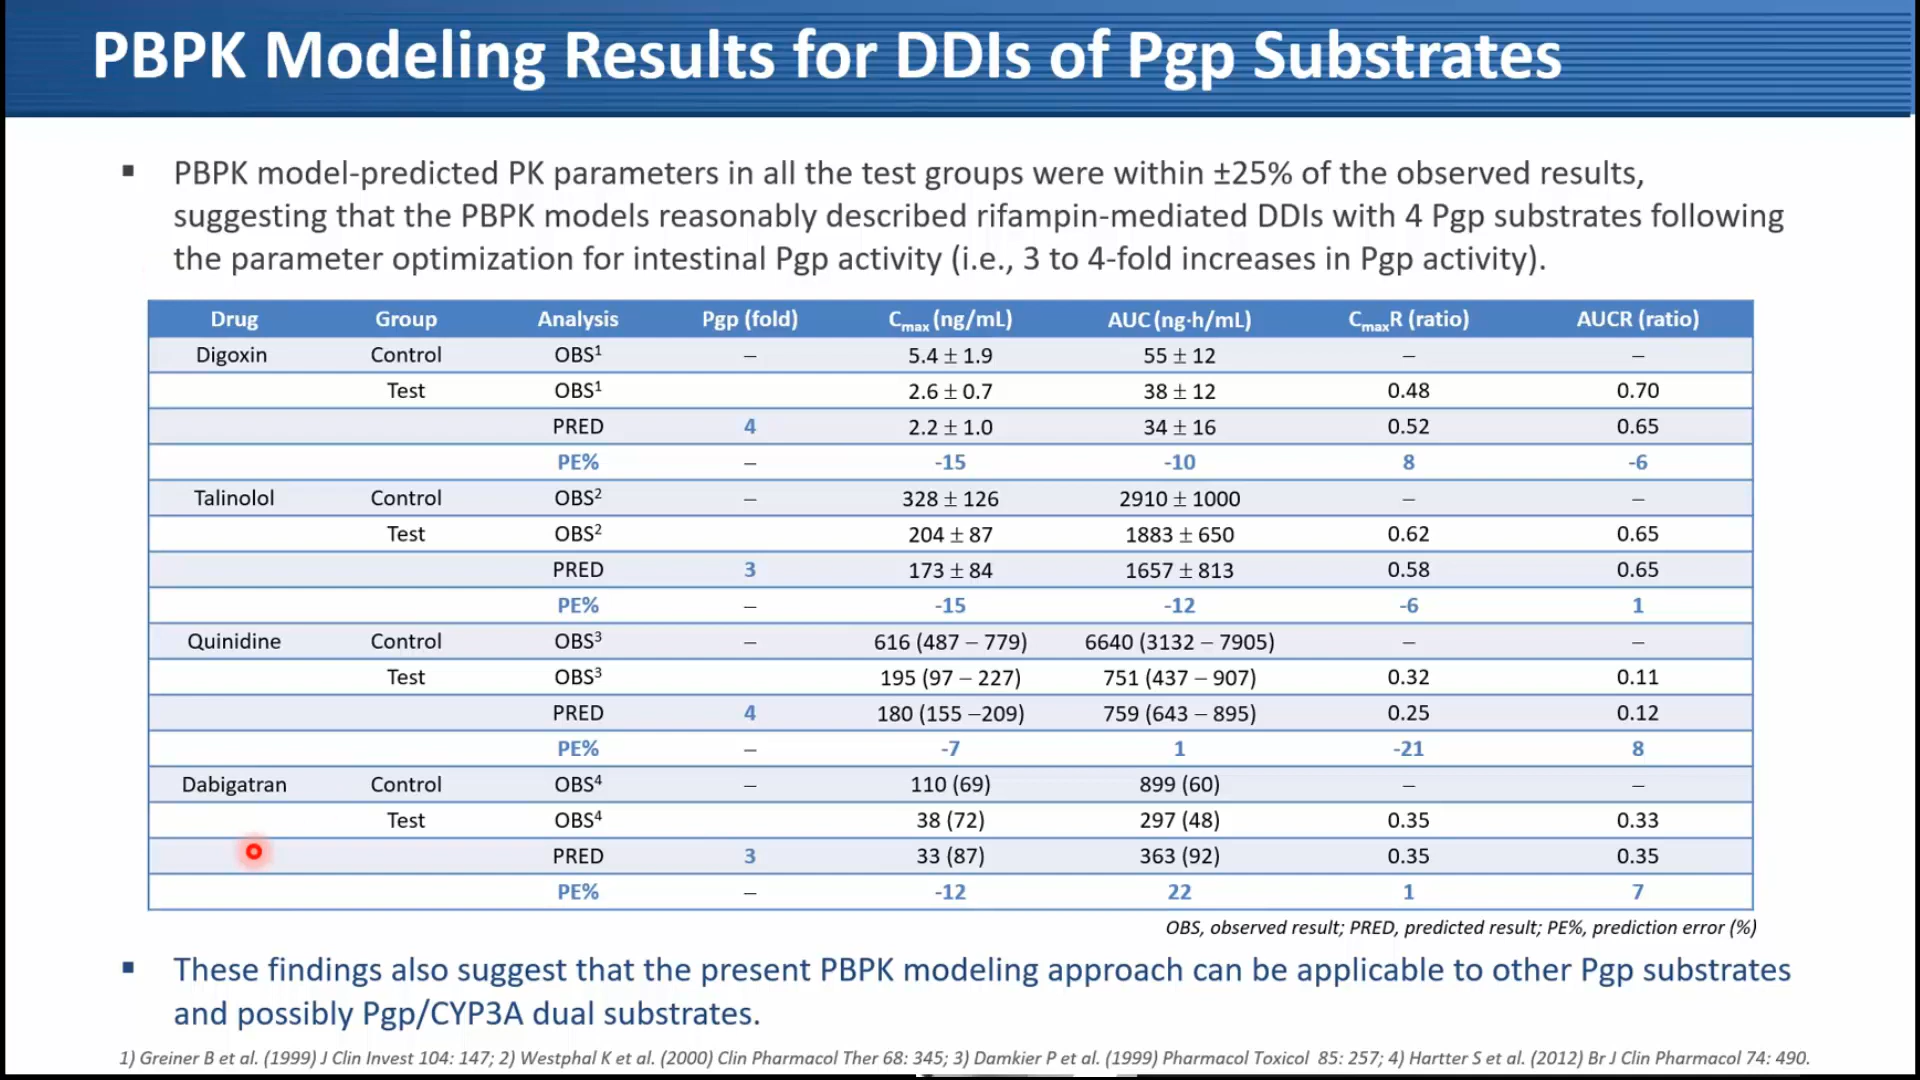 PBPK Modeling Results for DDIs of Pgp Substrates
▪ PBPK model-predicted PK parameters in all the test groups were within ±25% of the observed results,
suggesting that the PBPK models reasonably described rifampin-mediated DDIs with 4 Pgp substrates following
the parameter optimization for intestinal Pgp activity (i.e., 3 to 4-fold increases in Pgp activity).
Drug Group Analysis Pgp (fold) Cmax (ng/mL) AUC (ng·h/mL) CmaxR (ratio) AUCR (ratio)
Digoxin Control OBS¹ – 5.4 ± 1.9 55 ± 12 – –
Test OBS¹ 2.6 ± 0.7 38 ± 12 0.48 0.70
PRED 4 2.2 ± 1.0 34 ± 16 0.52 0.65
PE% – -15 -10 8 -6
Talinolol Control OBS² – 328 ± 126 2910 ± 1000 – –
Test OBS² 204 ± 87 1883 ± 650 0.62 0.65
PRED 3 173 ± 84 1657 ± 813 0.58 0.65
PE% – -15 -12 -6 1
Quinidine Control OBS³ – 616 (487 – 779) 6640 (3132 – 7905) – –
Test OBS³ 195 (97 – 227) 751 (437 – 907) 0.32 0.11
PRED 4 180 (155 –209) 759 (643 – 895) 0.25 0.12
PE% – -7 1 -21 8
Dabigatran Control OBS⁴ – 110 (69) 899 (60) – –
Test OBS⁴ 38 (72) 297 (48) 0.35 0.33
PRED 3 33 (87) 363 (92) 0.35 0.35
PE% – -12 22 1 7
OBS, observed result; PRED, predicted result; PE%, prediction error (%)
▪ These findings also suggest that the present PBPK modeling approach can be applicable to other Pgp substrates
and possibly Pgp/CYP3A dual substrates.
1) Greiner B et al. (1999) J Clin Invest 104: 147; 2) Westphal K et al. (2000) Clin Pharmacol Ther 68: 345; 3) Damkier P et al. (1999) Pharmacol Toxicol 85: 257; 4) Hartter S et al. (2012) Br J Clin Pharmacol 74: 490.